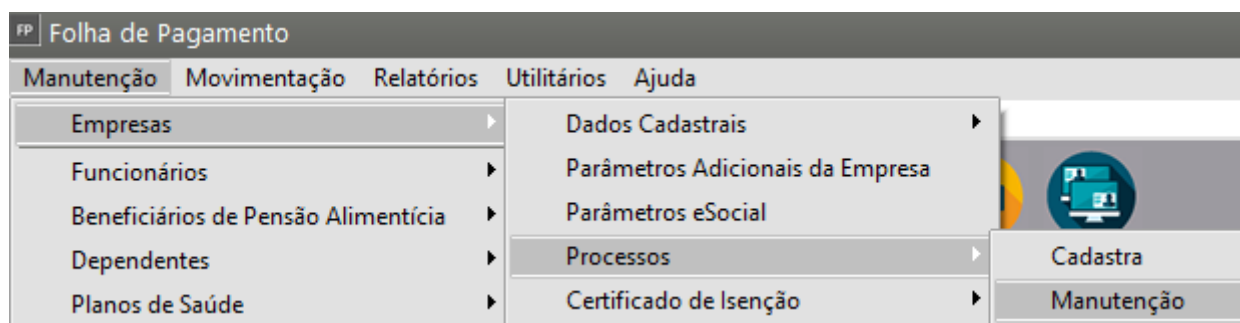 FP Folha de Pagamento
Manutenção Movimentação Relatórios Utilitários Ajuda
Empresas
Funcionários
Beneficiários de Pensão Alimentícia
Dependentes
Planos de Saúde
Dados Cadastrais
Parâmetros Adicionais da Empresa
Parâmetros eSocial
Processos
Certificado de Isenção
Cadastra
Manutenção